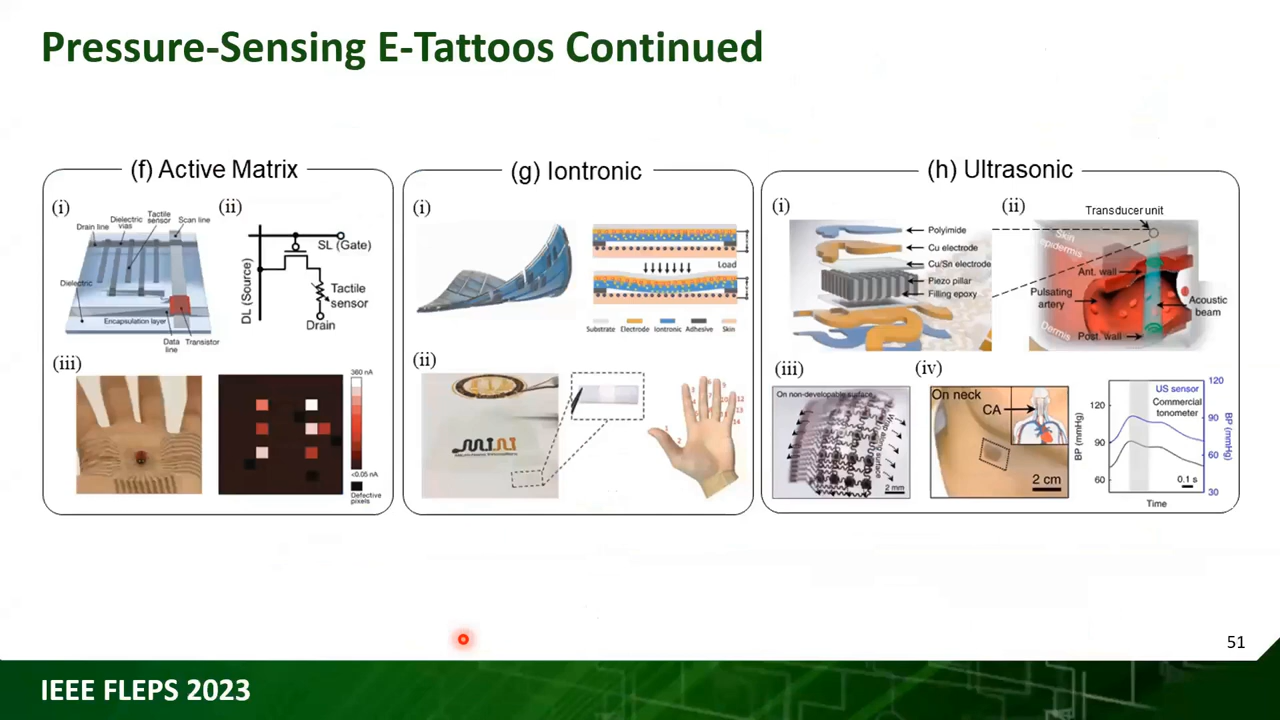 Pressure-Sensing E-Tattoos Continued
(f) Active Matrix
(i)
Drain line
Dielectric
vias
Tactile
sensor
Scan line
Dielectric
Encapsulation layer
Data
line
Transistor
(ii)
SL (Gate)
DL (Source)
Tactile
sensor
Drain
(iii)
360 nA
<0.05 nA
Defective
pixels
(g) Iontronic
(i)
Load
Substrate
Electrode
Iontronic
Adhesive
Skin
(ii)
(h) Ultrasonic
(i)
Polyimide
Cu electrode
Cu/Sn electrode
Piezo pillar
Filling epoxy
(ii)
Transducer unit
Skin
epidermis
Ant. wall
Pulsating
artery
Acoustic
beam
Post. wall
Dermis
(iii)
On non-developable surface
2 mm
(iv)
On neck
CA
2 cm
US sensor
Commercial
tonometer
BP (mmHg)
120
90
60
120
90
60
30
BP (mmHg)
0.1 s
Time
51
IEEE FLEPS 2023